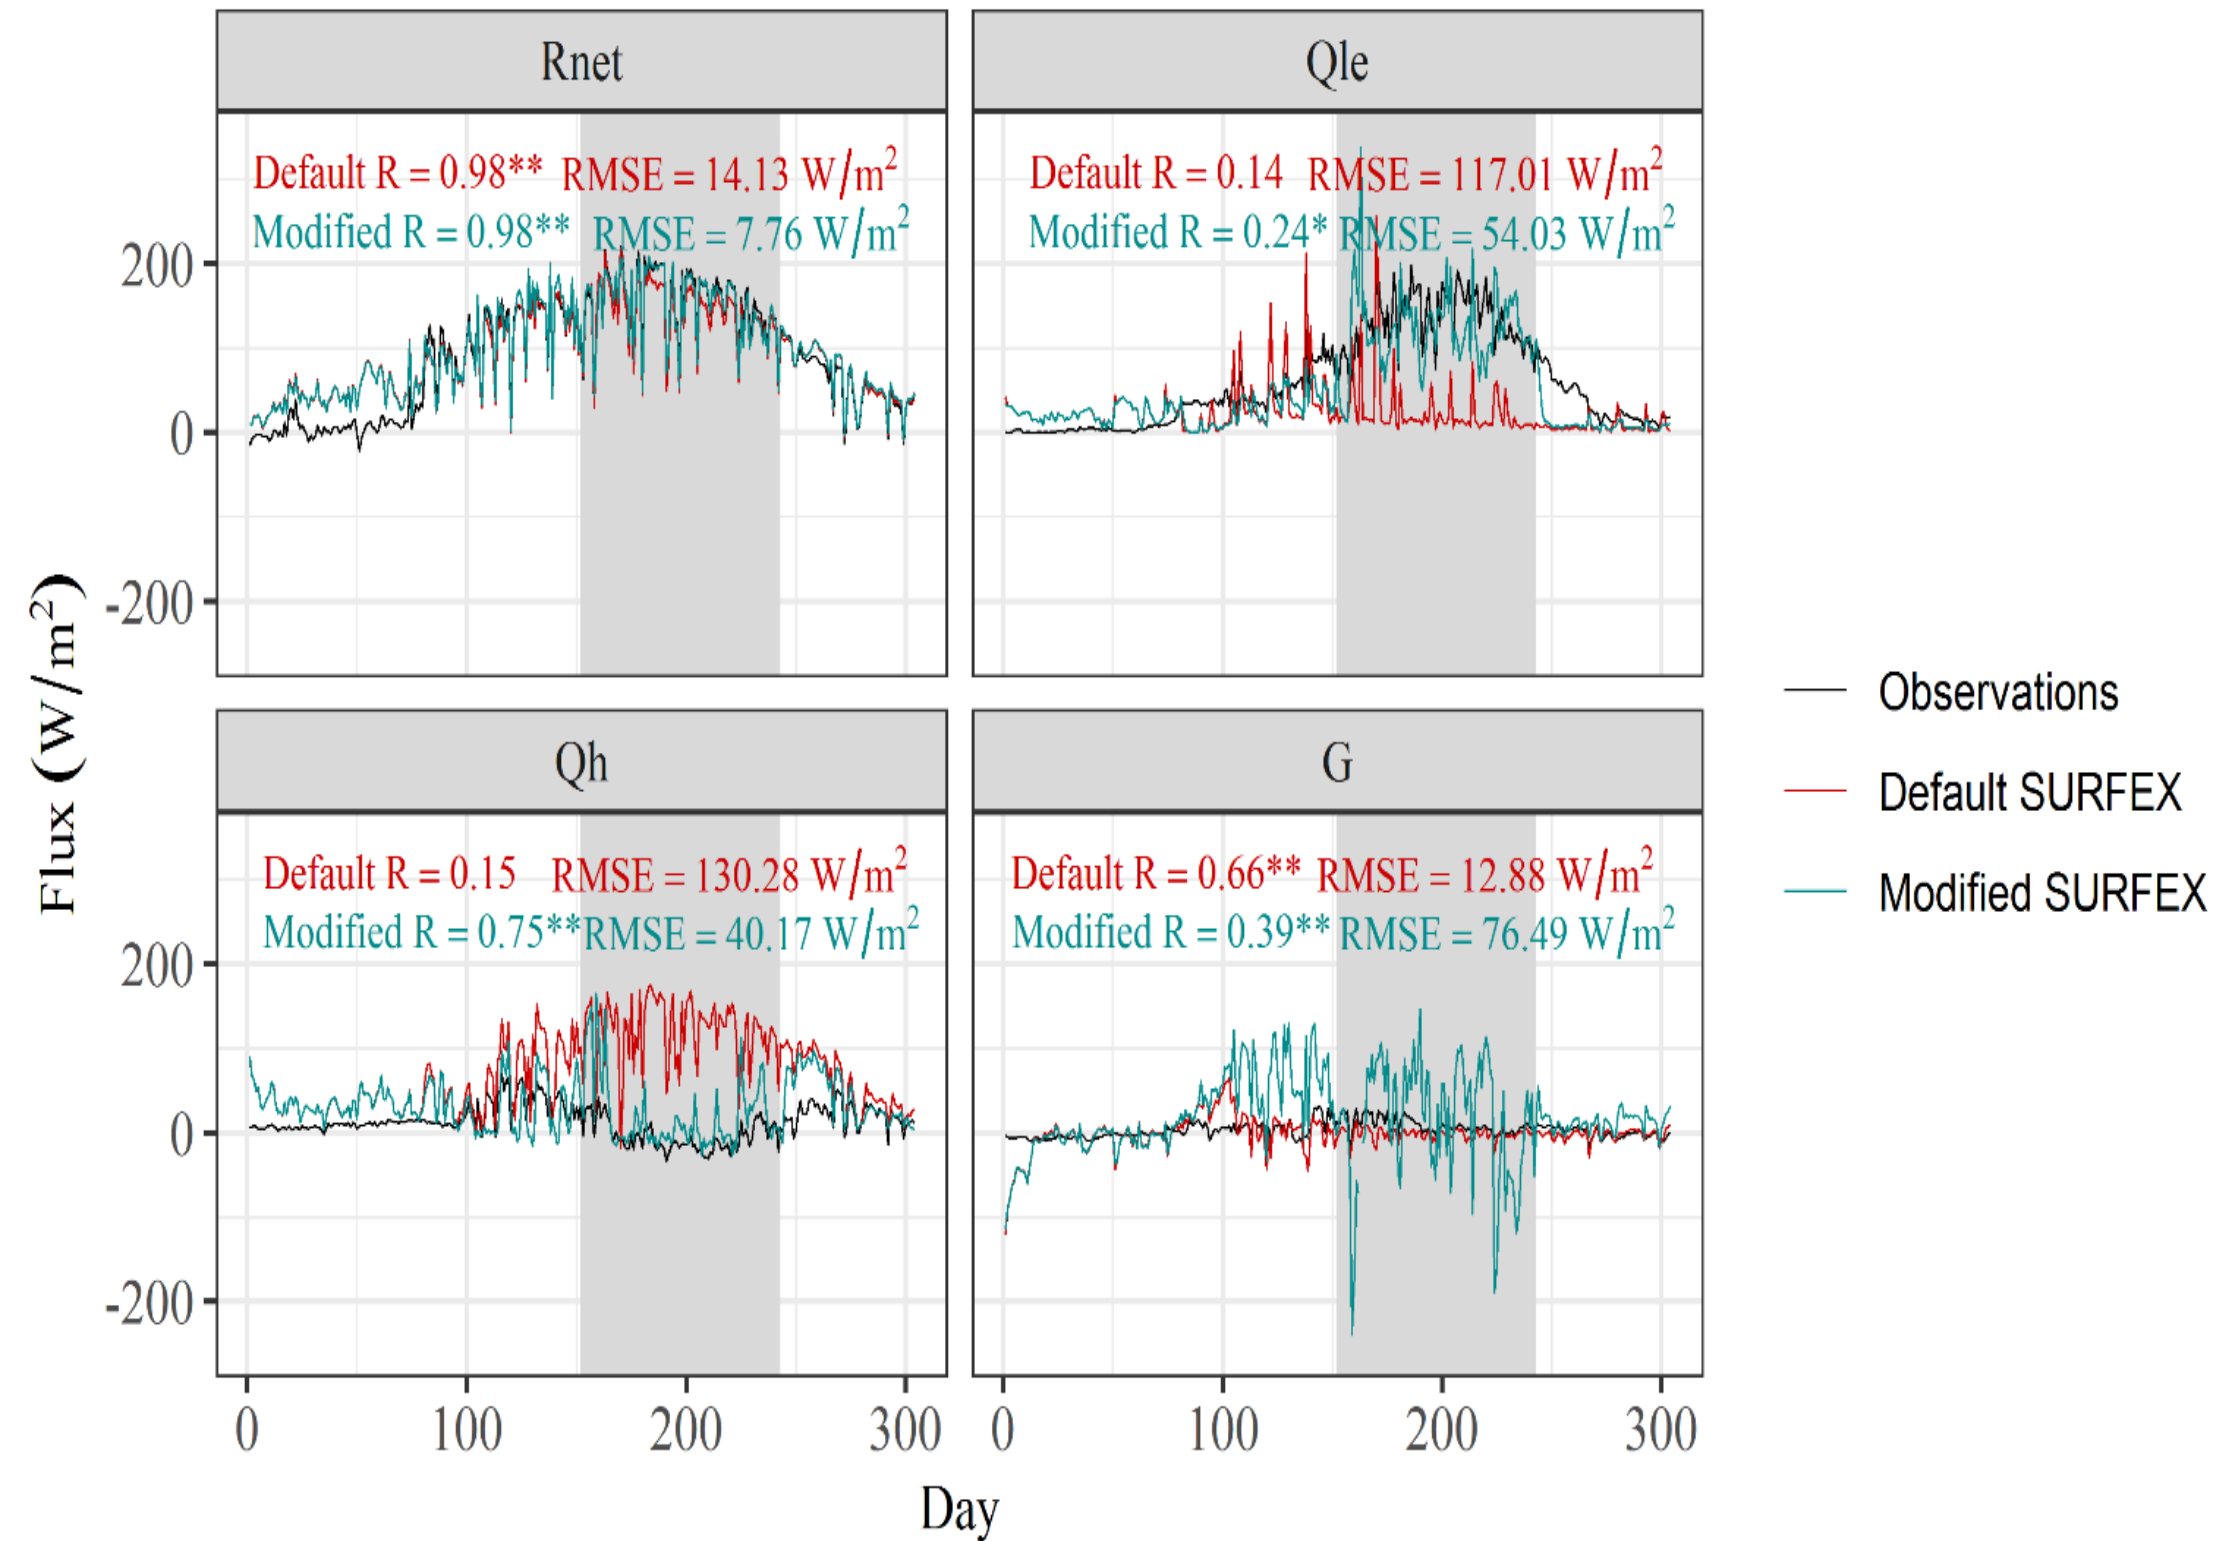 Rnet
Qle
Default R = 0.98** RMSE = 14.13 W/m²
Modified R = 0.98** RMSE = 7.76 W/m²
Default R = 0.14 RMSE = 117.01 W/m²
Modified R = 0.24* RMSE = 54.03 W/m²
200
0
-200
Qh
G
Default R = 0.15 RMSE = 130.28 W/m²
Modified R = 0.75** RMSE = 40.17 W/m²
Default R = 0.66** RMSE = 12.88 W/m²
Modified R = 0.39** RMSE = 76.49 W/m²
200
0
-200
0 100 200 300
0 100 200 300
Day
Flux (W/m²)
Observations
Default SURFEX
Modified SURFEX